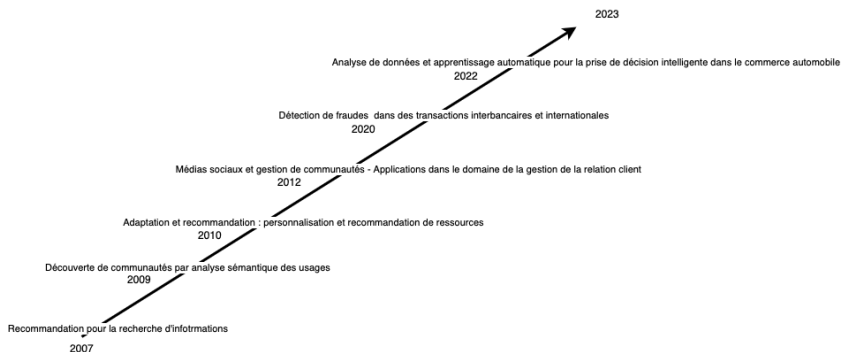 2023
Analyse de données et apprentissage automatique pour la prise de décision intelligente dans le commerce automobile
2022
Détection de fraudes dans des transactions interbancaires et internationales
2020
Médias sociaux et gestion de communautés - Applications dans le domaine de la gestion de la relation client
2012
Adaptation et recommandation : personnalisation et recommandation de ressources
2010
Découverte de communautés par analyse sémantique des usages
2009
Recommandation pour la recherche d'infotrmations
2007